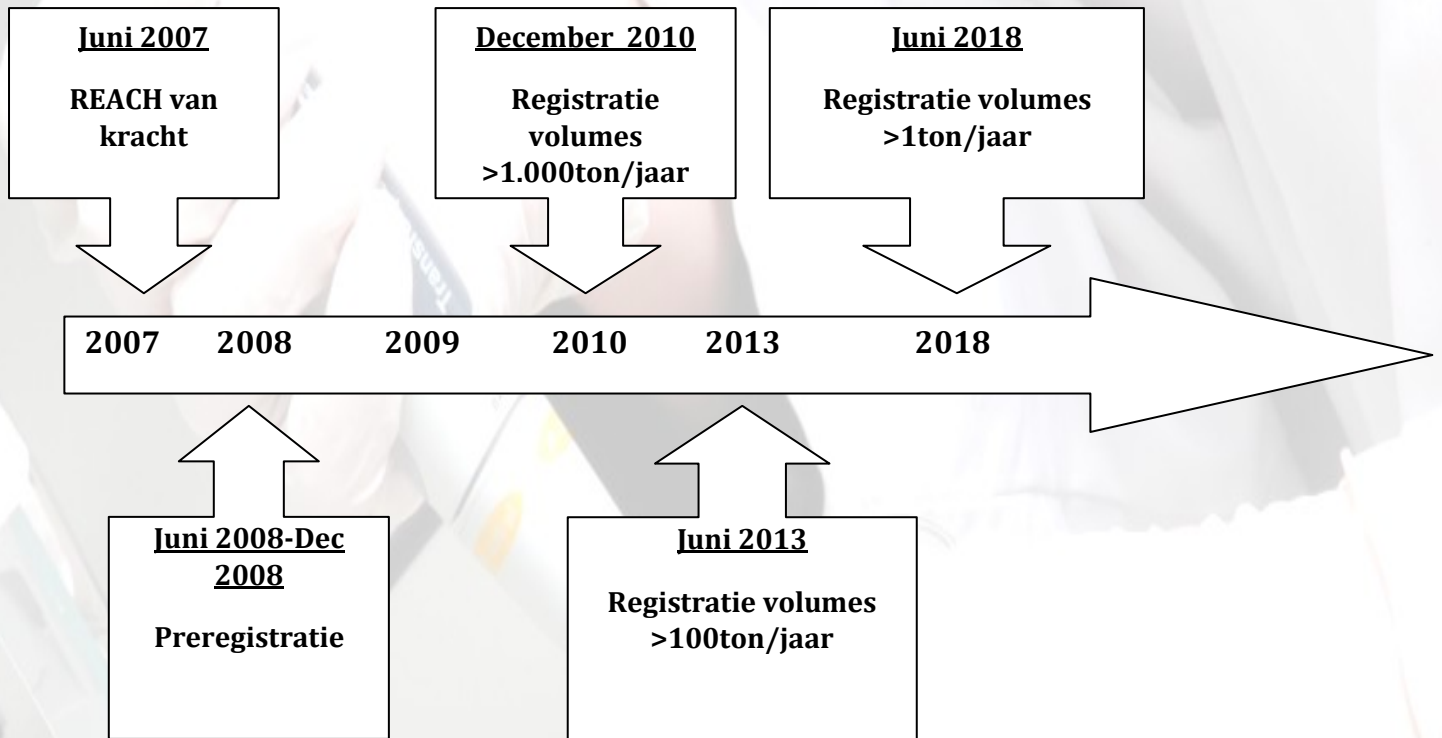 Juni 2007
REACH van
kracht
December 2010
Registratie
volumes
>1.000ton/jaar
Juni 2018
Registratie volumes
>1ton/jaar
2007 2008 2009 2010 2013 2018
Juni 2008-Dec
2008
Preregistratie
Juni 2013
Registratie volumes
>100ton/jaar